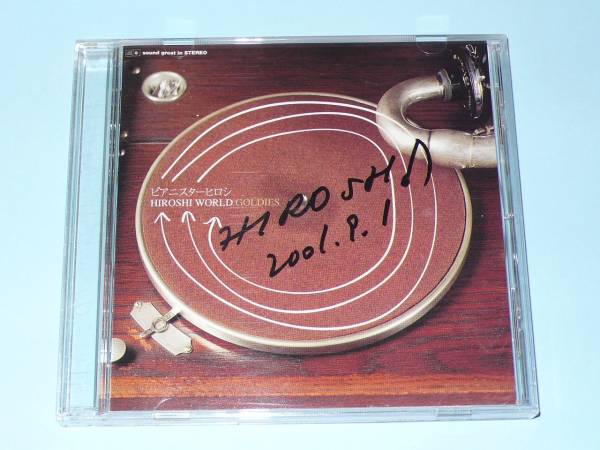 sound great in STEREO
ピアニスターヒロシ
HIROSHI WORLD:GOLDIES
HIROSHI
2001.9.1